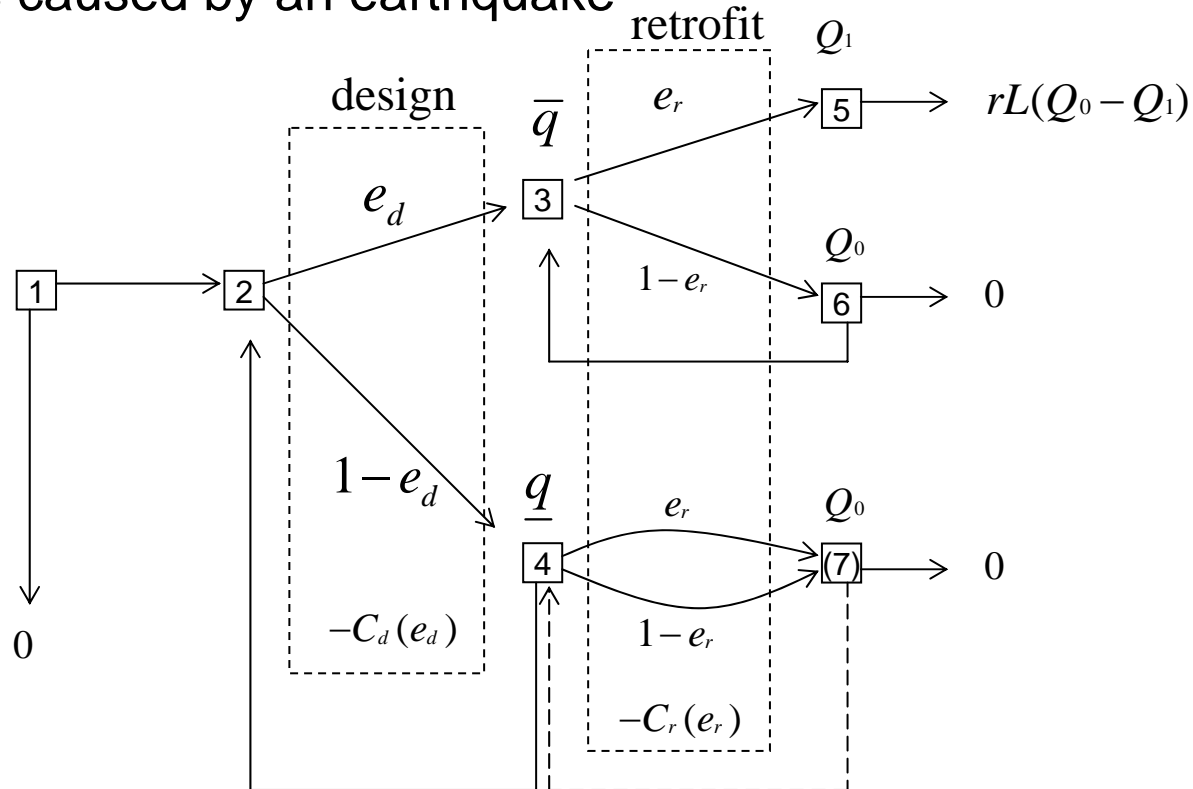 caused by an earthquake
retrofit
Q₁
design
q̅
e_r
5
rL(Q₀ − Q₁)
e_d
3
Q₀
1
2
1 − e_r
6
0
1 − e_d
q̲
e_r
Q₀
4
(7)
0
0
−C_d(e_d)
1 − e_r
−C_r(e_r)